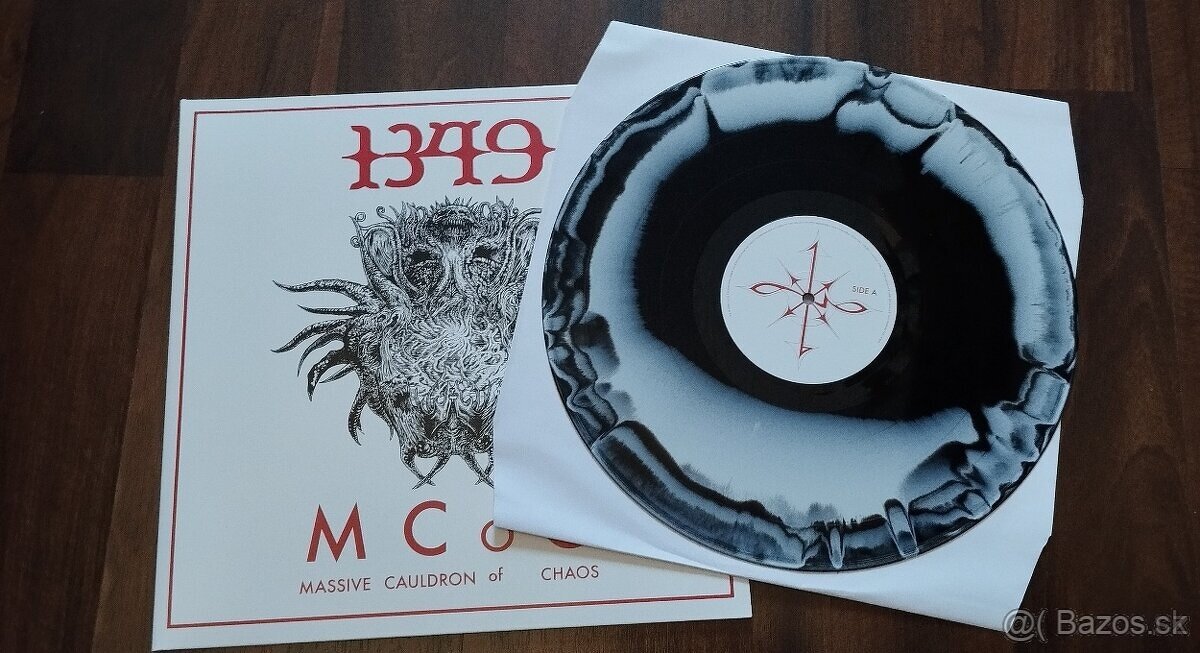 1349
M C o C
MASSIVE CAULDRON of CHAOS
SIDE A
@( Bazos.sk